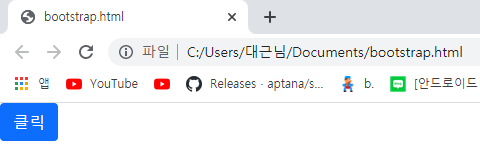 bootstrap.html
파일 C:/Users/대근님/Documents/bootstrap.html
앱 YouTube Releases · aptana/s... b. [안드로이드
클릭